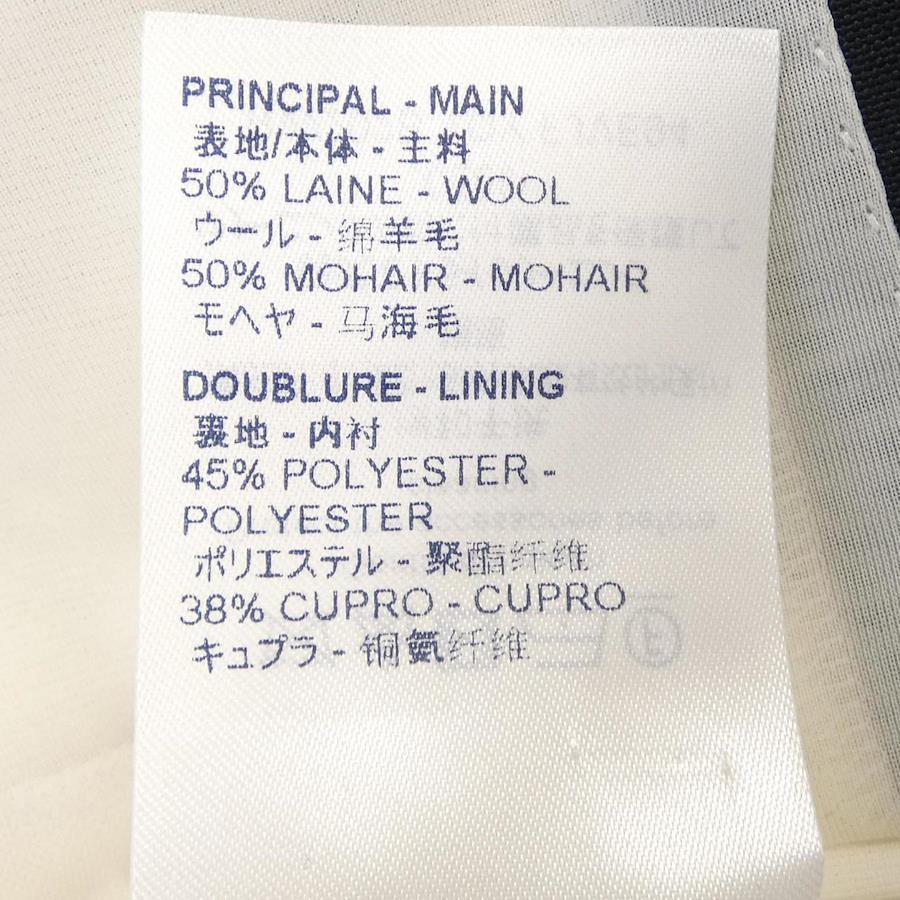 PRINCIPAL - MAIN
表地/本体 - 主料
50% LAINE - WOOL
ウール - 绵羊毛
50% MOHAIR - MOHAIR
モヘヤ - 马海毛
DOUBLURE - LINING
裏地 - 内衬
45% POLYESTER -
POLYESTER
ポリエステル - 聚酯纤维
38% CUPRO - CUPRO
キュプラ - 铜氨纤维